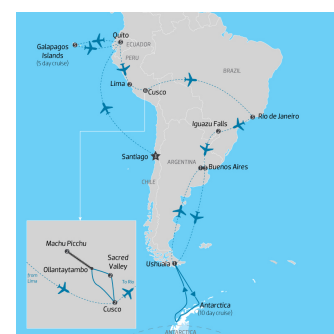 Quito
ECUADOR
Galapagos
Islands
(5 day cruise)
PERU
BRAZIL
Lima
Cusco
Rio de Janeiro
Iguazu Falls
Santiago
ARGENTINA
Buenos Aires
CHILE
Machu Picchu
Sacred
Valley
Ollantaytambo
from
Lima
To Rio
Cusco
Ushuaia
Antarctica
(10 day cruise)
ANTARCTICA